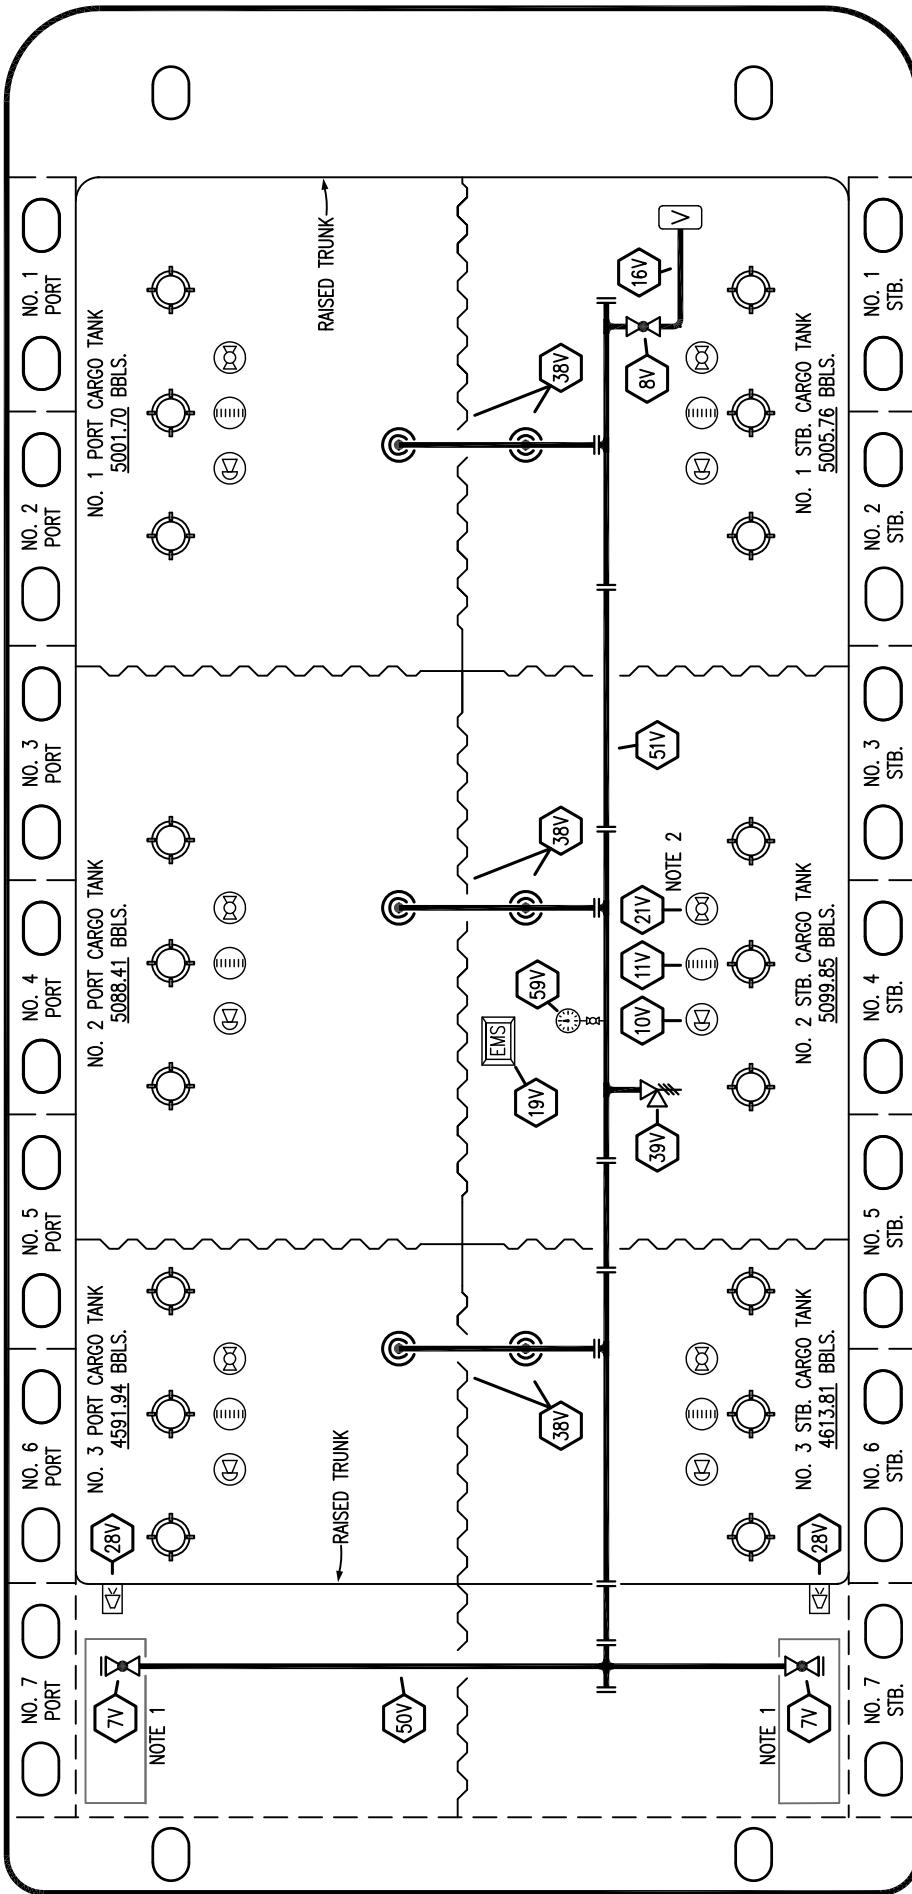 NO. 1
PORT
NO. 2
PORT
NO. 3
PORT
NO. 4
PORT
NO. 5
PORT
NO. 6
PORT
NO. 7
PORT
NO. 1 PORT CARGO TANK
5001.70 BBLS.
NO. 2 PORT CARGO TANK
5088.41 BBLS.
NO. 3 PORT CARGO TANK
4591.94 BBLS.
RAISED TRUNK
RAISED TRUNK
28V
7V
NOTE 1
50V
38V
38V
38V
V
16V
8V
51V
59V
EMS
19V
39V
10V
11V
21V
NOTE 2
NO. 1 STB. CARGO TANK
5005.76 BBLS.
NO. 2 STB. CARGO TANK
5099.85 BBLS.
NO. 3 STB. CARGO TANK
4613.81 BBLS.
28V
NOTE 1
7V
NO. 1
STB.
NO. 2
STB.
NO. 3
STB.
NO. 4
STB.
NO. 5
STB.
NO. 6
STB.
NO. 7
STB.